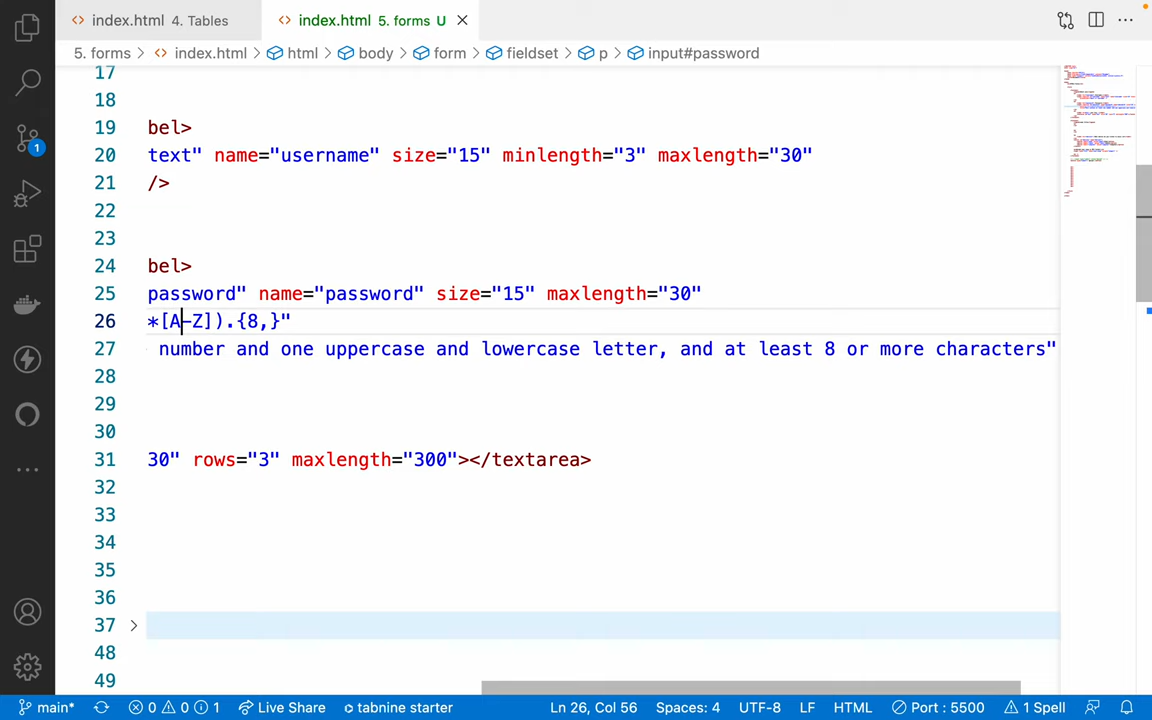 index.html 4. Tables
index.html 5. forms U
5. forms > index.html > html > body > form > fieldset > p > input#password
17
18
19 bel>
20 text" name="username" size="15" minlength="3" maxlength="30"
21 />
22
23
24 bel>
25 password" name="password" size="15" maxlength="30"
26 *[A-Z]).{8,}"
27 number and one uppercase and lowercase letter, and at least 8 or more characters"
28
29
30
31 30" rows="3" maxlength="300"></textarea>
32
33
34
35
36
37
48
49
1
main* 0 0 1 Live Share tabnine starter Ln 26, Col 56 Spaces: 4 UTF-8 LF HTML Port : 5500 1 Spell